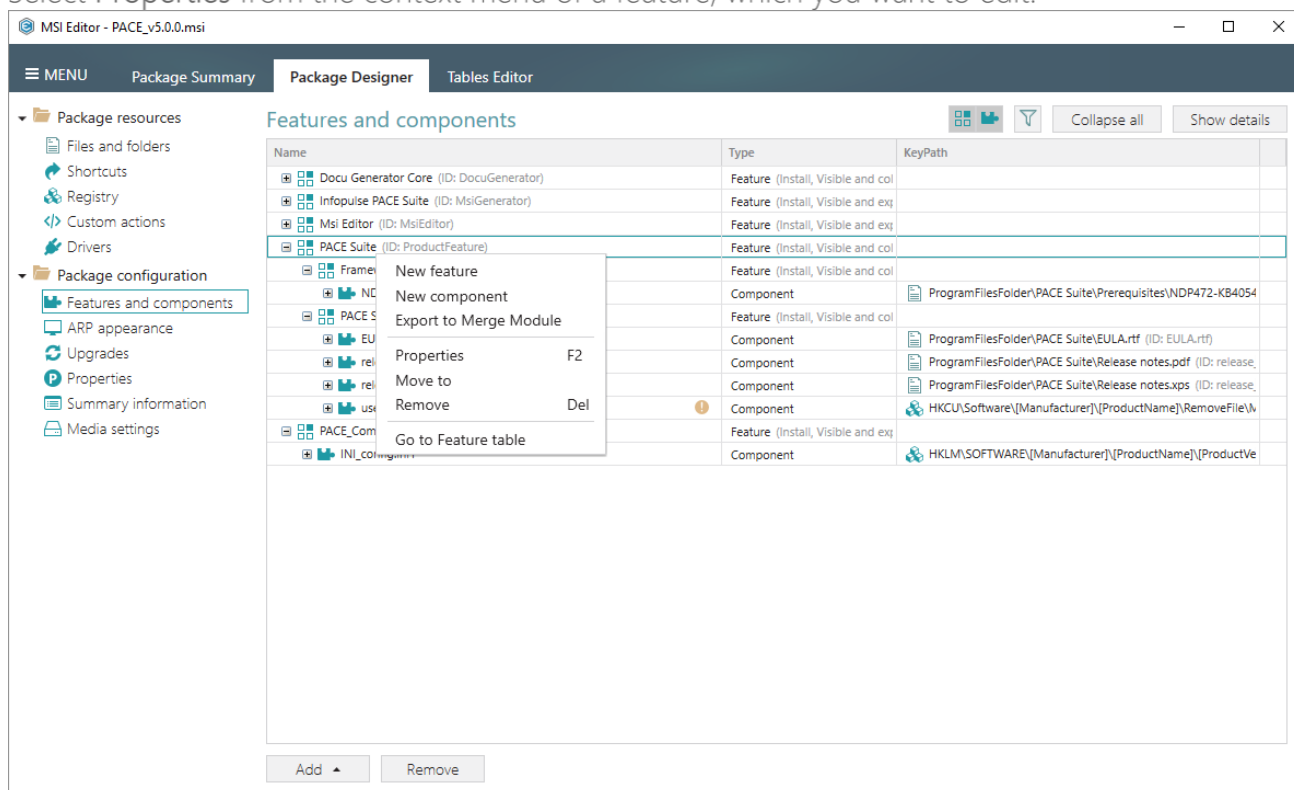 Select Properties from the context menu of a feature, which you want to edit.
MSI Editor - PACE_v5.0.0.msi
MENU Package Summary Package Designer Tables Editor
Package resources
Files and folders
Shortcuts
Registry
Custom actions
Drivers
Package configuration
Features and components
ARP appearance
Upgrades
Properties
Summary information
Media settings
Features and components Collapse all Show details
Name Type KeyPath
Docu Generator Core (ID: DocuGenerator) Feature (Install, Visible and col
Infopulse PACE Suite (ID: MsiGenerator) Feature (Install, Visible and exp
Msi Editor (ID: MsiEditor) Feature (Install, Visible and exp
PACE Suite (ID: ProductFeature) Feature (Install, Visible and col
Framew Feature (Install, Visible and col
ND Component ProgramFilesFolder\PACE Suite\Prerequisites\NDP472-KB4054
PACE S Feature (Install, Visible and col
EU Component ProgramFilesFolder\PACE Suite\EULA.rtf (ID: EULA.rtf)
rele Component ProgramFilesFolder\PACE Suite\Release notes.pdf (ID: release_
rele Component ProgramFilesFolder\PACE Suite\Release notes.xps (ID: release_
use Component HKCU\Software\[Manufacturer]\[ProductName]\RemoveFile\
PACE_Com Feature (Install, Visible and exp
Component HKLM\SOFTWARE\[Manufacturer]\[ProductName]\[ProductVe
New feature
New component
Export to Merge Module
Properties F2
Move to
Remove Del
Go to Feature table
Add Remove